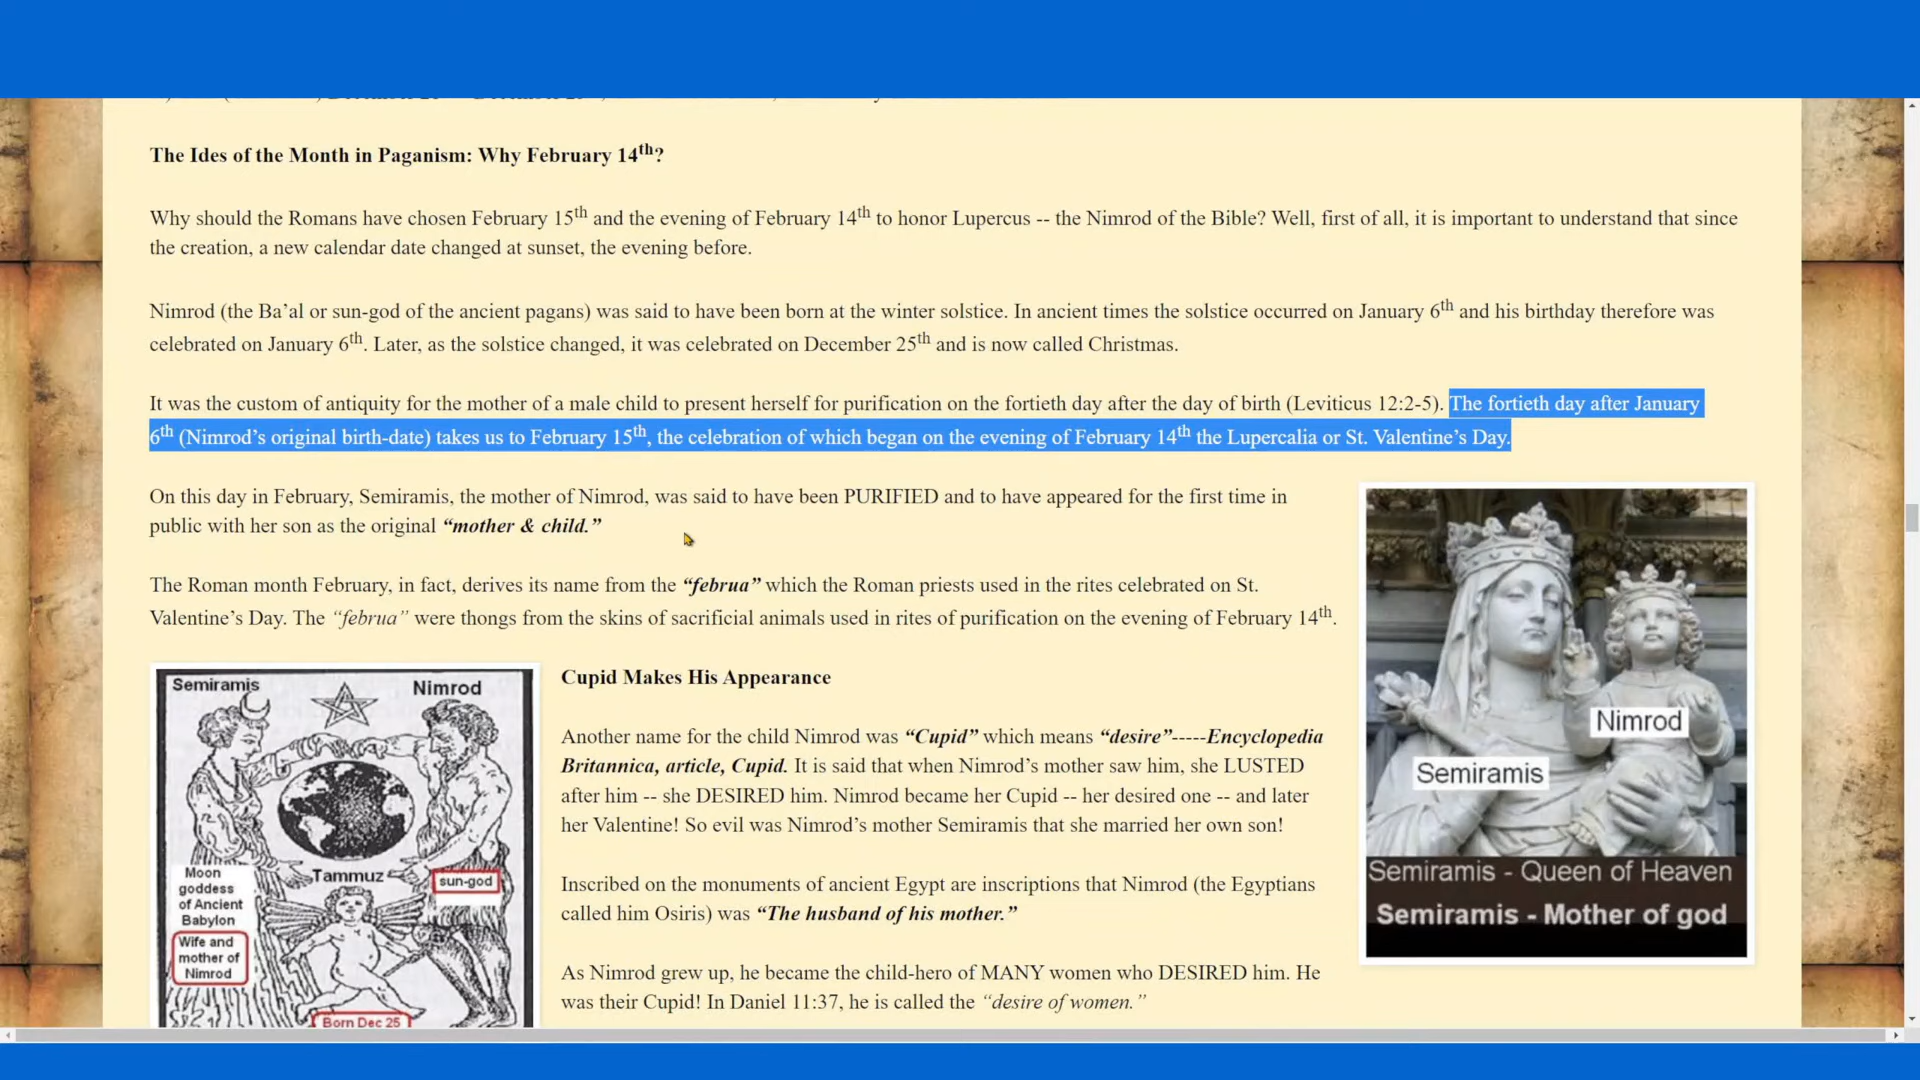 The Ides of the Month in Paganism: Why February 14th?
Why should the Romans have chosen February 15th and the evening of February 14th to honor Lupercus -- the Nimrod of the Bible? Well, first of all, it is important to understand that since
the creation, a new calendar date changed at sunset, the evening before.
Nimrod (the Ba’al or sun-god of the ancient pagans) was said to have been born at the winter solstice. In ancient times the solstice occurred on January 6th and his birthday therefore was
celebrated on January 6th. Later, as the solstice changed, it was celebrated on December 25th and is now called Christmas.
It was the custom of antiquity for the mother of a male child to present herself for purification on the fortieth day after the day of birth (Leviticus 12:2-5). The fortieth day after January
6th (Nimrod’s original birth-date) takes us to February 15th, the celebration of which began on the evening of February 14th the Lupercalia or St. Valentine’s Day.
On this day in February, Semiramis, the mother of Nimrod, was said to have been PURIFIED and to have appeared for the first time in
public with her son as the original “mother & child.”
The Roman month February, in fact, derives its name from the “februa” which the Roman priests used in the rites celebrated on St.
Valentine’s Day. The “februa” were thongs from the skins of sacrificial animals used in rites of purification on the evening of February 14th.
Nimrod
Semiramis
Semiramis - Queen of Heaven
Semiramis - Mother of god
Semiramis
Nimrod
Moon
goddess
of Ancient
Babylon
Wife and
mother of
Nimrod
Tammuz
sun-god
Born Dec 25
Cupid Makes His Appearance
Another name for the child Nimrod was “Cupid” which means “desire”-----Encyclopedia
Britannica, article, Cupid. It is said that when Nimrod’s mother saw him, she LUSTED
after him -- she DESIRED him. Nimrod became her Cupid -- her desired one -- and later
her Valentine! So evil was Nimrod’s mother Semiramis that she married her own son!
Inscribed on the monuments of ancient Egypt are inscriptions that Nimrod (the Egyptians
called him Osiris) was “The husband of his mother.”
As Nimrod grew up, he became the child-hero of MANY women who DESIRED him. He
was their Cupid! In Daniel 11:37, he is called the “desire of women.”